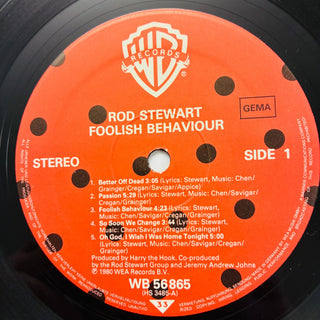 WB
RECORDS
ROD STEWART
FOOLISH BEHAVIOUR
GEMA
STEREO
SIDE 1
1. Better Off Dead 3:05 (Lyrics: Stewart, Music: Chen/
Grainger/Cregan/Savigar/Appice)
2. Passion 5:29 (Lyrics: Stewart, Music: Chen/Savigar/
Cregan/Grainger)
3. Foolish Behaviour 4:23 (Lyrics: Stewart, Music: Chen/
Grainger/Cregan/Savigar)
4. So Soon We Change 3:44 (Lyrics: Stewart, Music: Chen/
Savigar/Cregan/Grainger)
5. Oh God, I Wish I Was Home Tonight 5:00
(Lyrics: Stewart, Music: Chen/Savigar/Cregan/Grainger)
Produced by Harry the Hook. Co-produced
by the Rod Stewart Group and Jeremy Andrew Johns
℗ 1980 WEA Records B.V.
WB 56 865
(HS 3485-A)
33